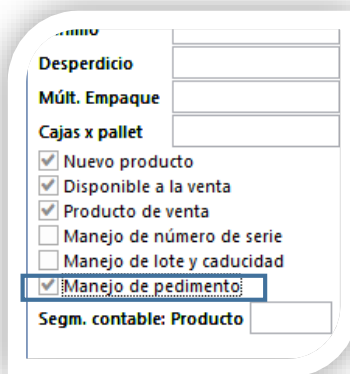 Desperdicio
Múlt. Empaque
Cajas x pallet
Nuevo producto
Disponible a la venta
Producto de venta
Manejo de número de serie
Manejo de lote y caducidad
Manejo de pedimento
Segm. contable: Producto